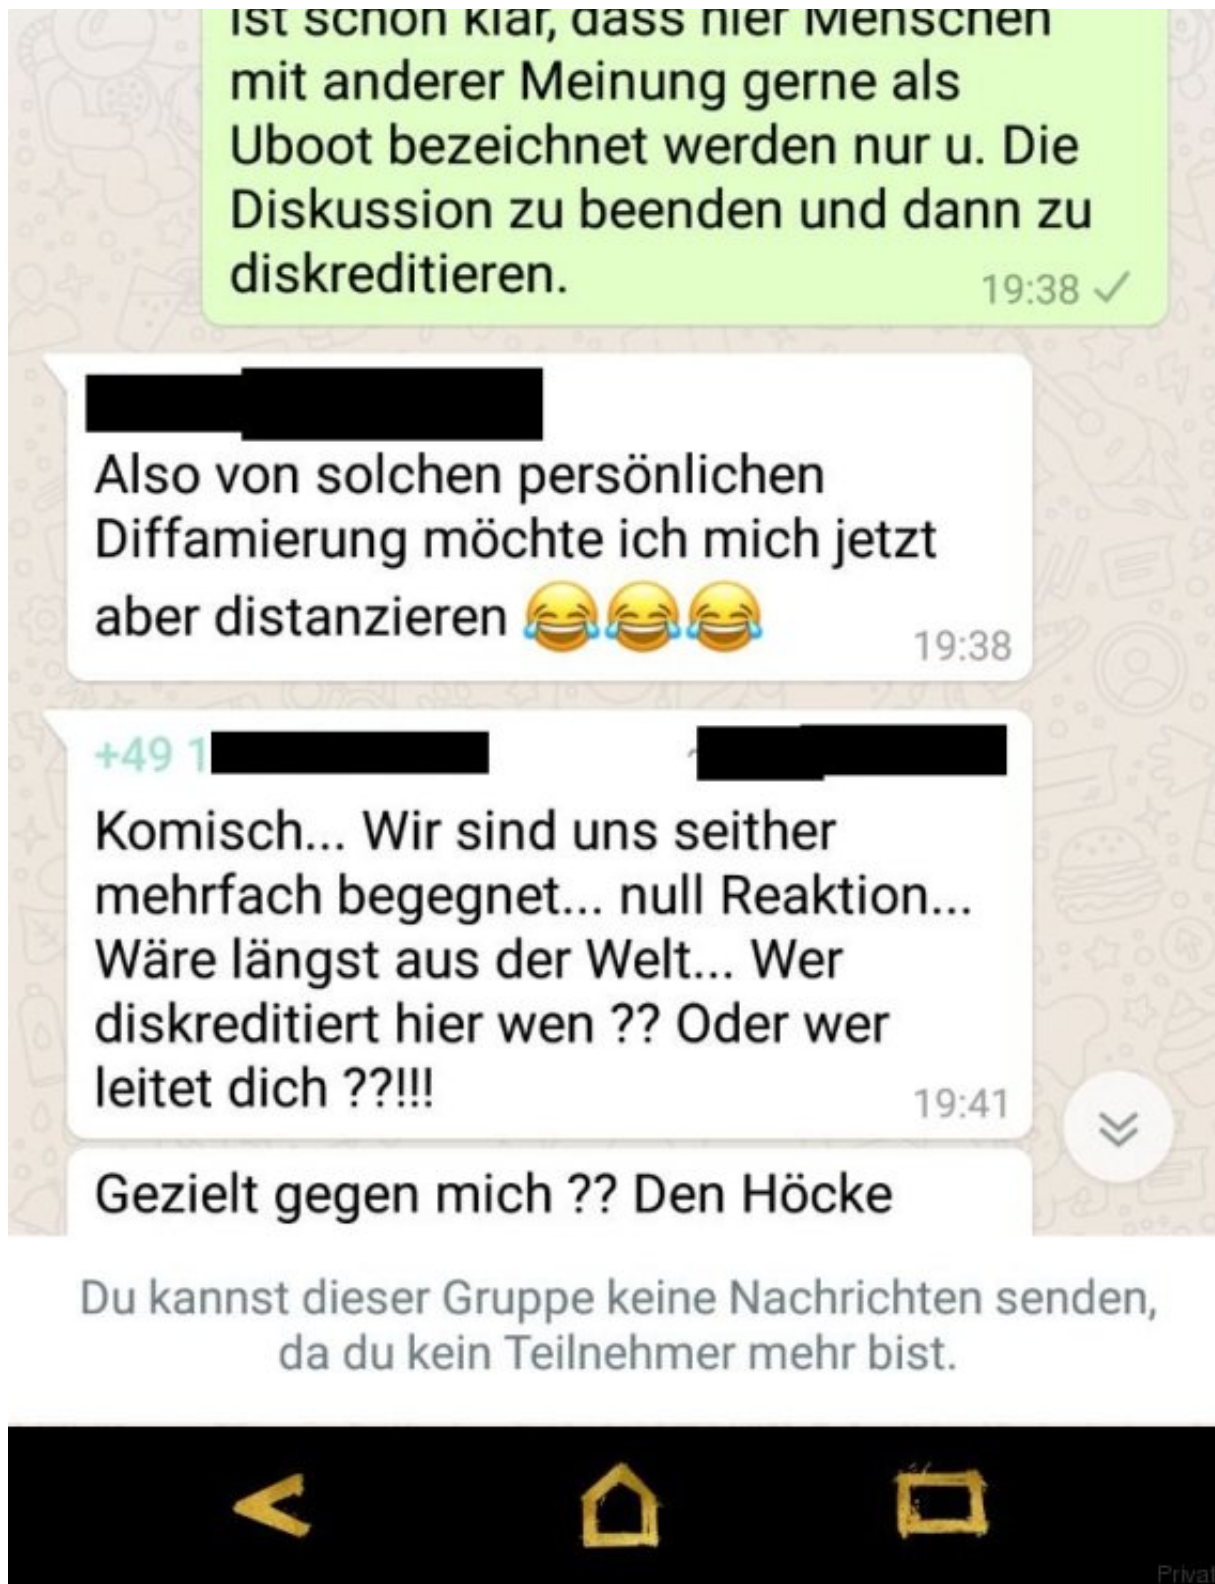 ist schon klar, dass hier Menschen
mit anderer Meinung gerne als
Uboot bezeichnet werden nur u. Die
Diskussion zu beenden und dann zu
diskreditieren.
19:38
Also von solchen persönlichen
Diffamierung möchte ich mich jetzt
aber distanzieren 😂😂😂
19:38
+49 1
~
Komisch... Wir sind uns seither
mehrfach begegnet... null Reaktion...
Wäre längst aus der Welt... Wer
diskreditiert hier wen ?? Oder wer
leitet dich ??!!!
19:41
Gezielt gegen mich ?? Den Höcke
Du kannst dieser Gruppe keine Nachrichten senden,
da du kein Teilnehmer mehr bist.
Privat